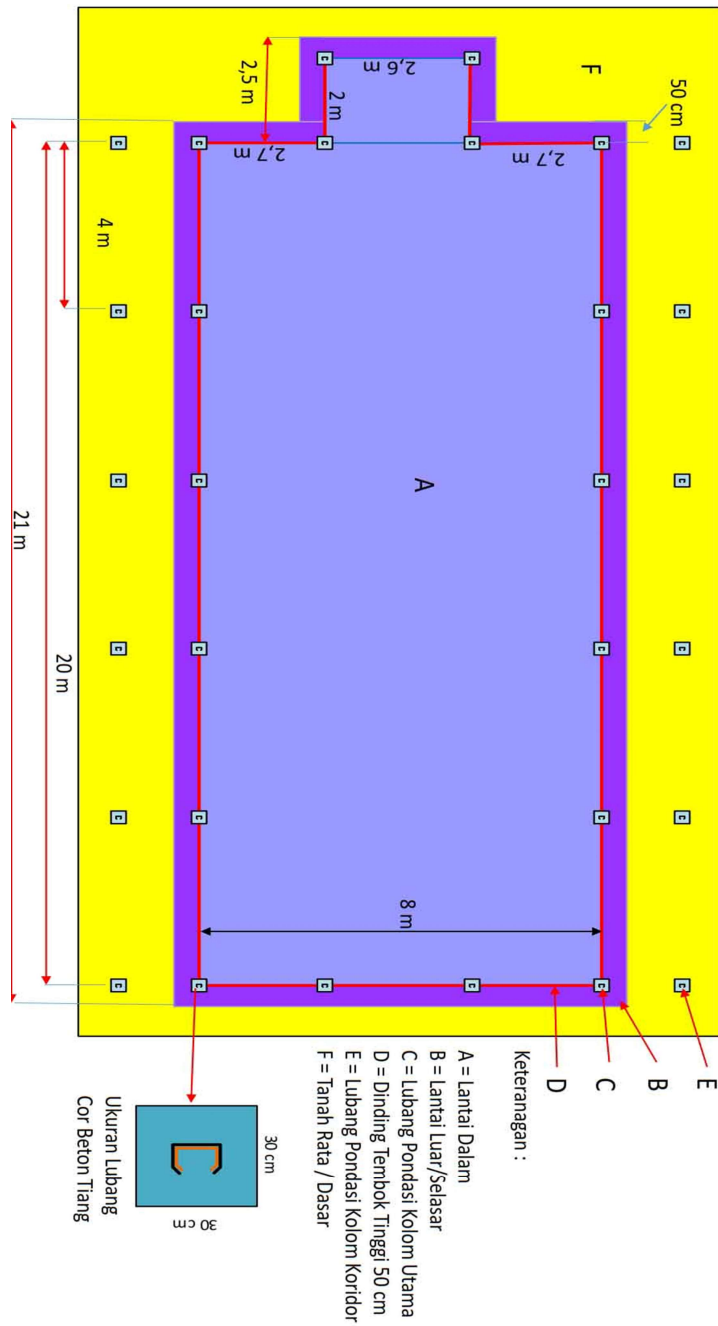 2,5 m
2,6 m
F
50 cm
2 m
2,7 m
2,7 m
c
c
c
c
c
c
4 m
c
c
c
c
A
c
c
c
c
21 m
20 m
c
c
c
c
c
c
c
c
8 m
c
c
c
c
c
c
E
B
C
D
Keteranagan :
A = Lantai Dalam
B = Lantai Luar/Selasar
C = Lubang Pondasi Kolom Utama
D = Dinding Tembok Tinggi 50 cm
E = Lubang Pondasi Kolom Koridor
F = Tanah Rata / Dasar
30 cm
30 cm
Ukuran Lubang
Cor Beton Tiang